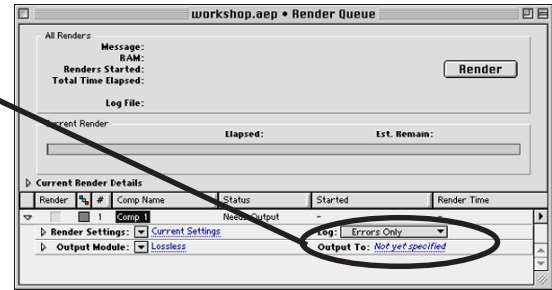 workshop.aep • Render Queue
All Renders
Message:
RAM:
Renders Started:
Render
Total Time Elapsed:
Log File:
Current Render
Elapsed: Est. Remain:
Current Render Details
Render # Comp Name Status Started Render Time
1 Comp 1 Needs Output - -
Render Settings: Current Settings Log: Errors Only
Output Module: Lossless Output To: Not yet specified